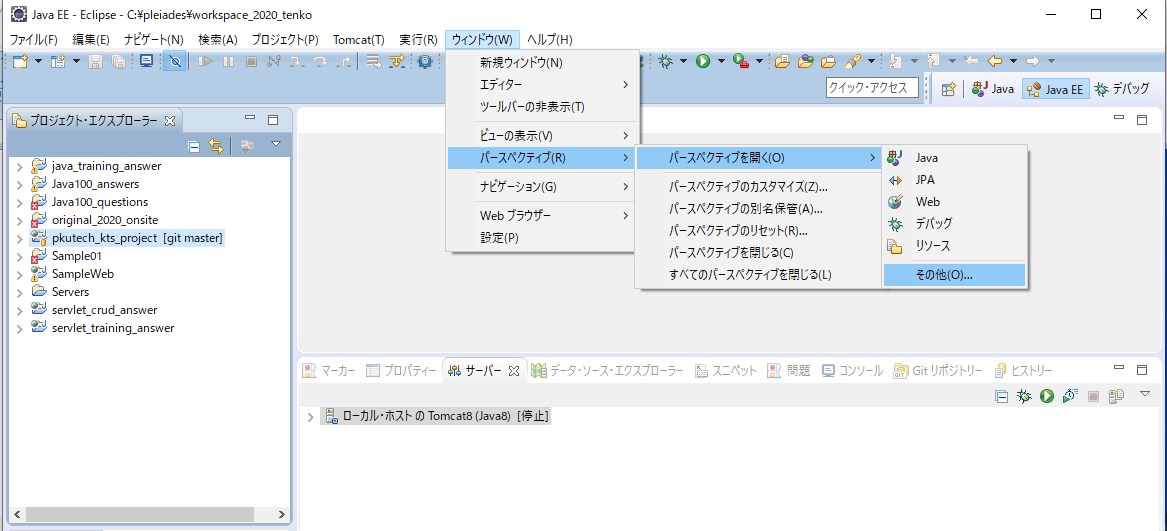 Java EE - Eclipse - C:¥pleiades¥workspace_2020_tenko
ファイル(F) 編集(E) ナビゲート(N) 検索(A) プロジェクト(P) Tomcat(T) 実行(R) ウィンドウ(W) ヘルプ(H)
新規ウィンドウ(N)
エディター
ツールバーの非表示(T)
ビューの表示(V)
パースペクティブ(R)
ナビゲーション(G)
Web ブラウザー
設定(P)
パースペクティブを開く(O)
パースペクティブのカスタマイズ(Z)...
パースペクティブの別名保管(A)...
パースペクティブのリセット(R)...
パースペクティブを閉じる(C)
すべてのパースペクティブを閉じる(L)
Java
JPA
Web
デバッグ
リソース
その他(O)...
クイック・アクセス
Java Java EE デバッグ
プロジェクト・エクスプローラー
java_training_answer
Java100_answers
Java100_questions
original_2020_onsite
pkutech_kts_project [git master]
Sample01
SampleWeb
Servers
servlet_crud_answer
servlet_training_answer
マーカー プロパティー サーバー データ・ソース・エクスプローラー スニペット 問題 コンソール Git リポジトリー ヒストリー
ローカル・ホスト の Tomcat8 (Java8) [停止]